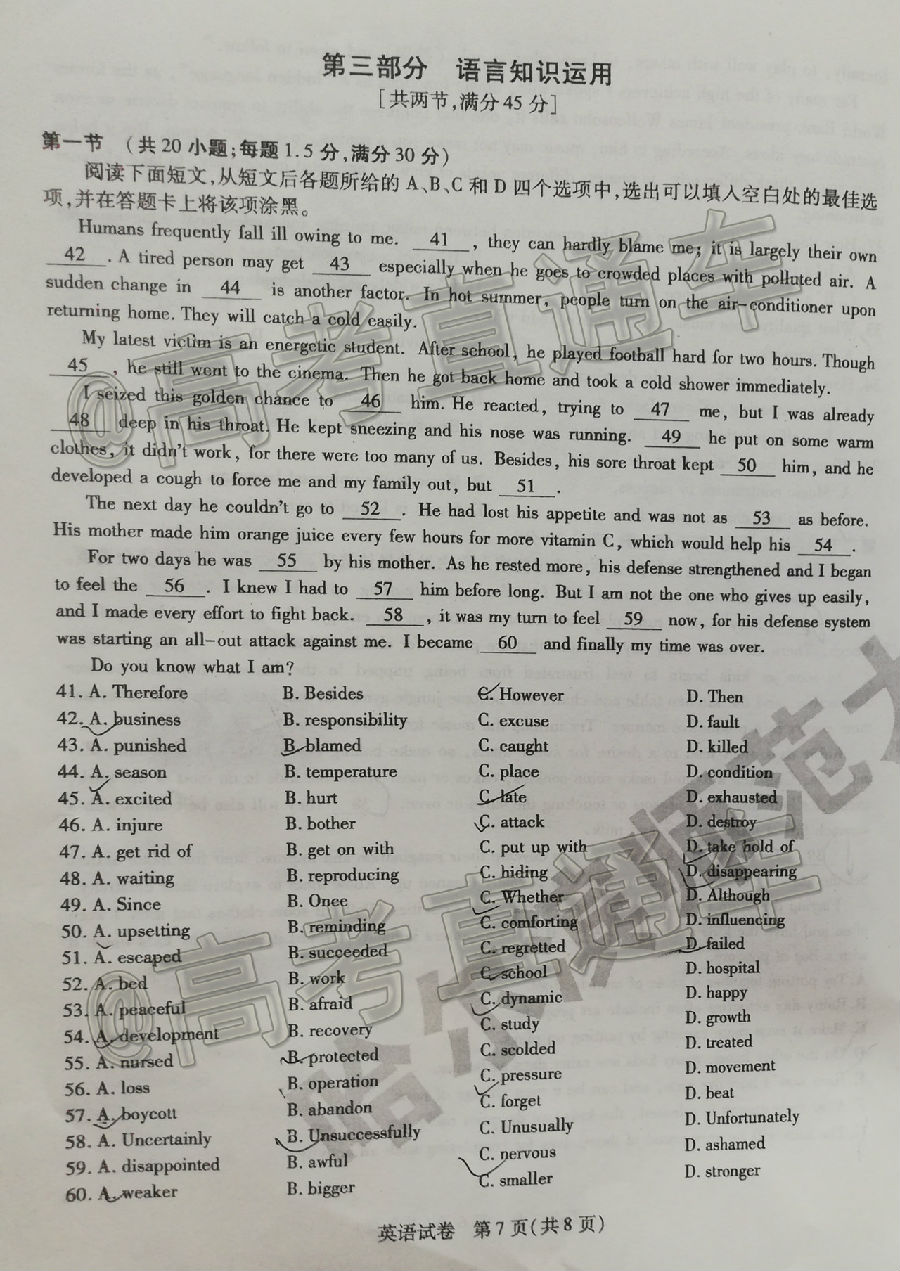 第三部分 语言知识运用
[共两节,满分45分]
第一节 (共20小题;每题1.5分,满分30分)
阅读下面短文,从短文后各题所给的A、B、C和D四个选项中,选出可以填入空白处的最佳选
项,并在答题卡上将该项涂黑。
Humans frequently fall ill owing to me. 41 , they can hardly blame me; it is largely their own
42 . A tired person may get 43 especially when he goes to crowded places with polluted air. A
sudden change in 44 is another factor. In hot summer, people turn on the air-conditioner upon
returning home. They will catch a cold easily.
My latest victim is an energetic student. After school, he played football hard for two hours. Though
45 , he still went to the cinema. Then he got back home and took a cold shower immediately.
I seized this golden chance to 46 him. He reacted, trying to 47 me, but I was already
48 deep in his throat. He kept sneezing and his nose was running. 49 he put on some warm
clothes, it didn't work, for there were too many of us. Besides, his sore throat kept 50 him, and he
developed a cough to force me and my family out, but 51 .
The next day he couldn't go to 52 . He had lost his appetite and was not as 53 as before.
His mother made him orange juice every few hours for more vitamin C, which would help his 54 .
For two days he was 55 by his mother. As he rested more, his defense strengthened and I began
to feel the 56 . I knew I had to 57 him before long. But I am not the one who gives up easily,
and I made every effort to fight back. 58 , it was my turn to feel 59 now, for his defense system
was starting an all-out attack against me. I became 60 and finally my time was over.
Do you know what I am?
41. A. Therefore B. Besides C. However D. Then
42. A. business B. responsibility C. excuse D. fault
43. A. punished B. blamed C. caught D. killed
44. A. season B. temperature C. place D. condition
45. A. excited B. hurt C. late D. exhausted
46. A. injure B. bother C. attack D. destroy
47. A. get rid of B. get on with C. put up with D. take hold of
48. A. waiting B. reproducing C. hiding D. disappearing
49. A. Since B. Once C. Whether D. Although
50. A. upsetting B. reminding C. comforting D. influencing
51. A. escaped B. succeeded C. regretted D. failed
52. A. bed B. work C. school D. hospital
53. A. peaceful B. afraid C. dynamic D. happy
54. A. development B. recovery C. study D. growth
55. A. nursed B. protected C. scolded D. treated
56. A. loss B. operation C. pressure D. movement
57. A. boycott B. abandon C. forget D. beat
58. A. Uncertainly B. Unsuccessfully C. Unusually D. Unfortunately
59. A. disappointed B. awful C. nervous D. ashamed
60. A. weaker B. bigger C. smaller D. stronger
英语试卷 第7页(共8页)
@高考直通车
@高考直通车